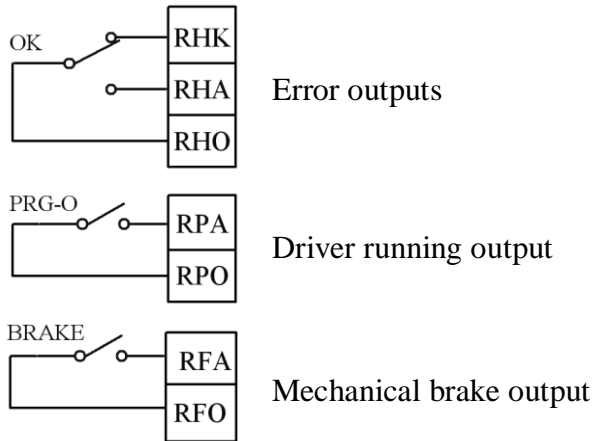 OK
RHK
RHA
RHO
Error outputs
PRG-O
RPA
RPO
Driver running output
BRAKE
RFA
RFO
Mechanical brake output